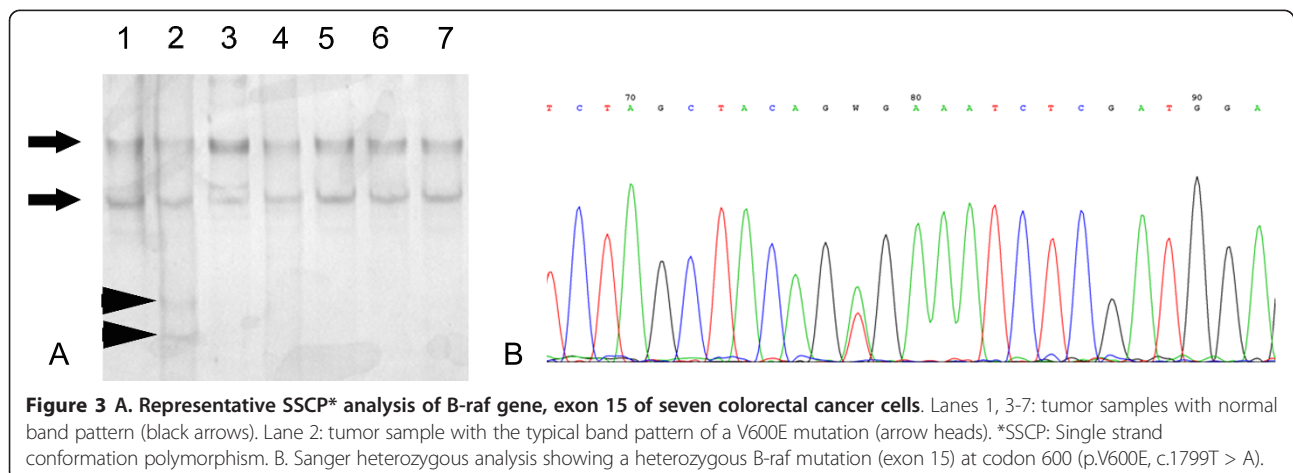 1 2 3 4 5 6 7
A
70 80 90
T C T A G C T A C A G W G A A A T C T C G A T G G A
B
Figure 3 A. Representative SSCP* analysis of B-raf gene, exon 15 of seven colorectal cancer cells. Lanes 1, 3-7: tumor samples with normal
band pattern (black arrows). Lane 2: tumor sample with the typical band pattern of a V600E mutation (arrow heads). *SSCP: Single strand
conformation polymorphism. B. Sanger heterozygous analysis showing a heterozygous B-raf mutation (exon 15) at codon 600 (p.V600E, c.1799T > A).